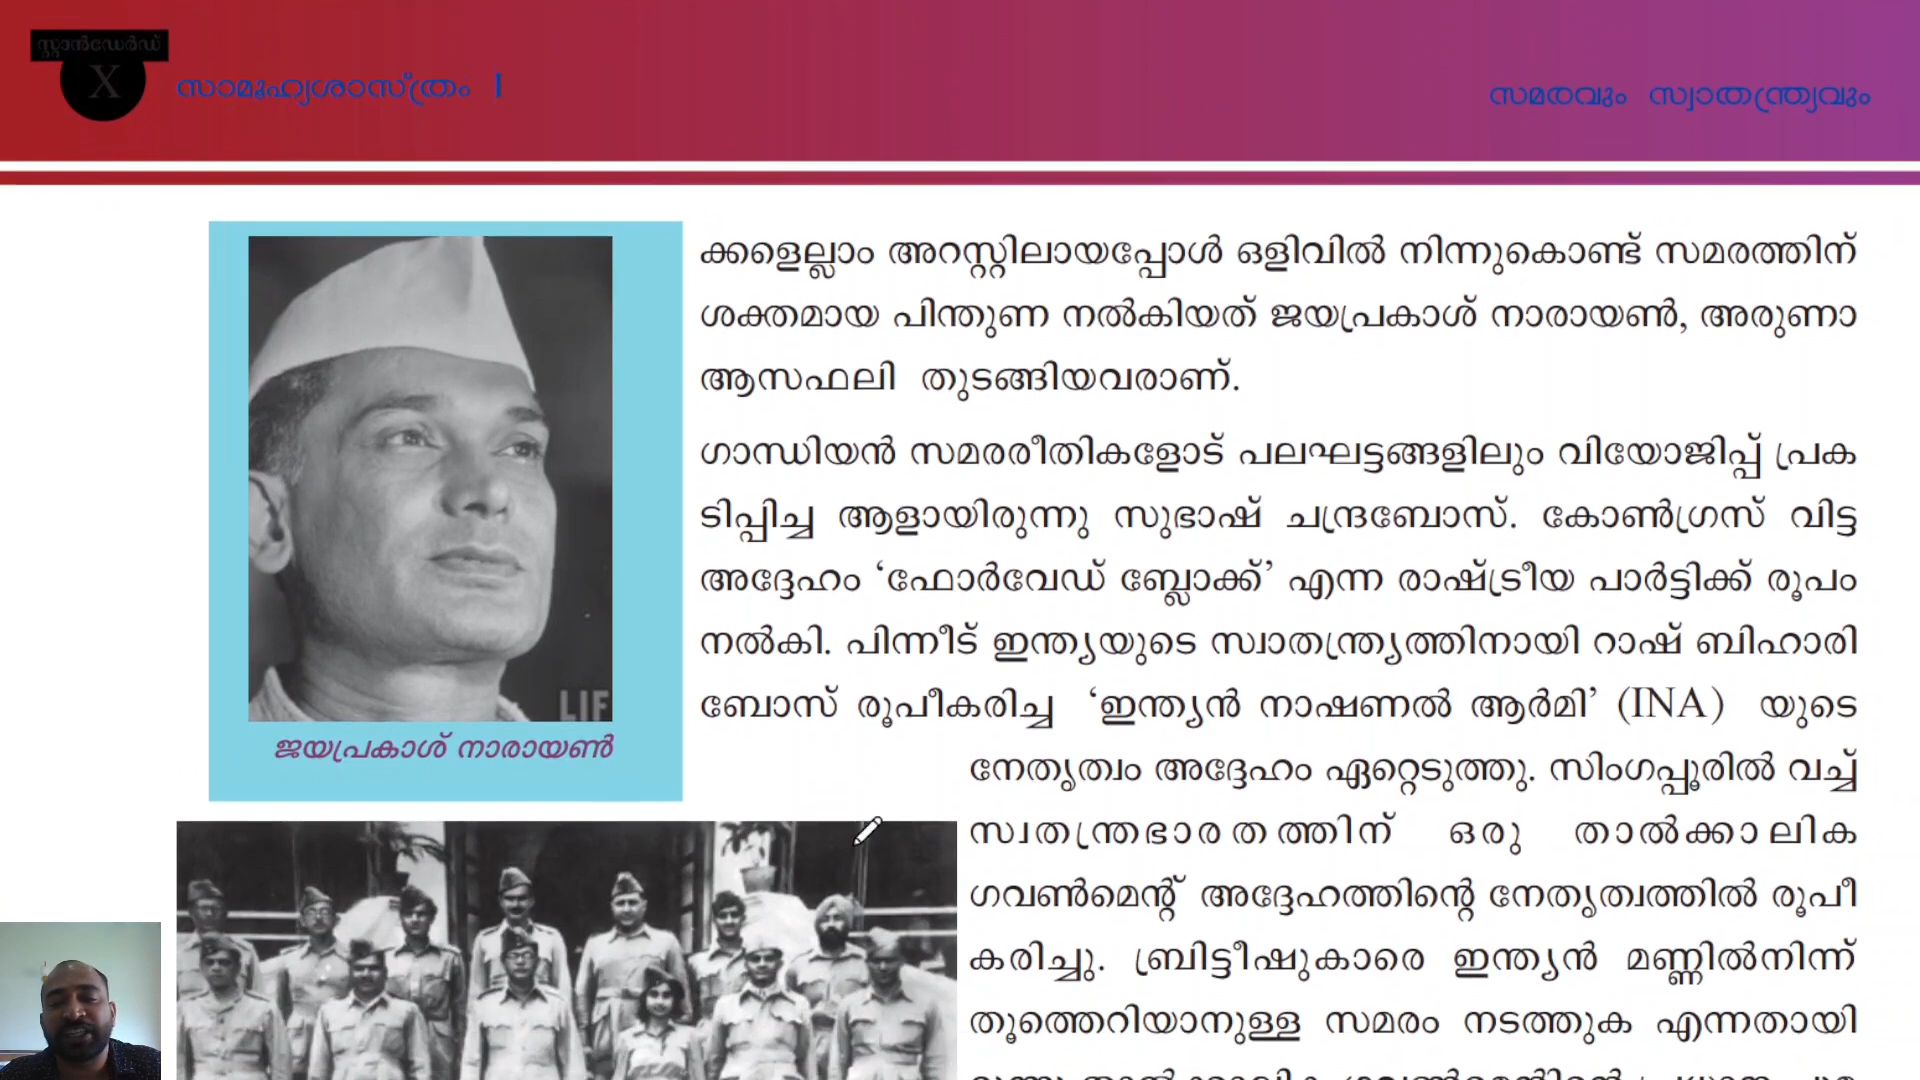 സ്റ്റാൻഡേർഡ്
X
സാമൂഹ്യശാസ്ത്രം I
സമരവും സ്വാതന്ത്ര്യവും
ക്കളെല്ലാം അറസ്റ്റിലായപ്പോൾ ഒളിവിൽ നിന്നുകൊണ്ട് സമരത്തിന്
ശക്തമായ പിന്തുണ നൽകിയത് ജയപ്രകാശ് നാരായൺ, അരുണാ
ആസഫലി തുടങ്ങിയവരാണ്.
ഗാന്ധിയൻ സമരരീതികളോട് പലഘട്ടങ്ങളിലും വിയോജിപ്പ് പ്രക
ടിപ്പിച്ച ആളായിരുന്നു സുഭാഷ് ചന്ദ്രബോസ്. കോൺഗ്രസ് വിട്ട
അദ്ദേഹം ‘ഫോർവേഡ് ബ്ലോക്ക്’ എന്ന രാഷ്ട്രീയ പാർട്ടിക്ക് രൂപം
നൽകി. പിന്നീട് ഇന്ത്യയുടെ സ്വാതന്ത്ര്യത്തിനായി റാഷ് ബിഹാരി
ബോസ് രൂപീകരിച്ച ‘ഇന്ത്യൻ നാഷണൽ ആർമി’ (INA) യുടെ
നേതൃത്വം അദ്ദേഹം ഏറ്റെടുത്തു. സിംഗപ്പൂരിൽ വച്ച്
സ്വതന്ത്രഭാരതത്തിന് ഒരു താൽക്കാലിക
ഗവൺമെന്റ് അദ്ദേഹത്തിന്റെ നേതൃത്വത്തിൽ രൂപീ
കരിച്ചു. ബ്രിട്ടീഷുകാരെ ഇന്ത്യൻ മണ്ണിൽനിന്ന്
തൂത്തെറിയാനുള്ള സമരം നടത്തുക എന്നതായി
LIF
ജയപ്രകാശ് നാരായൺ